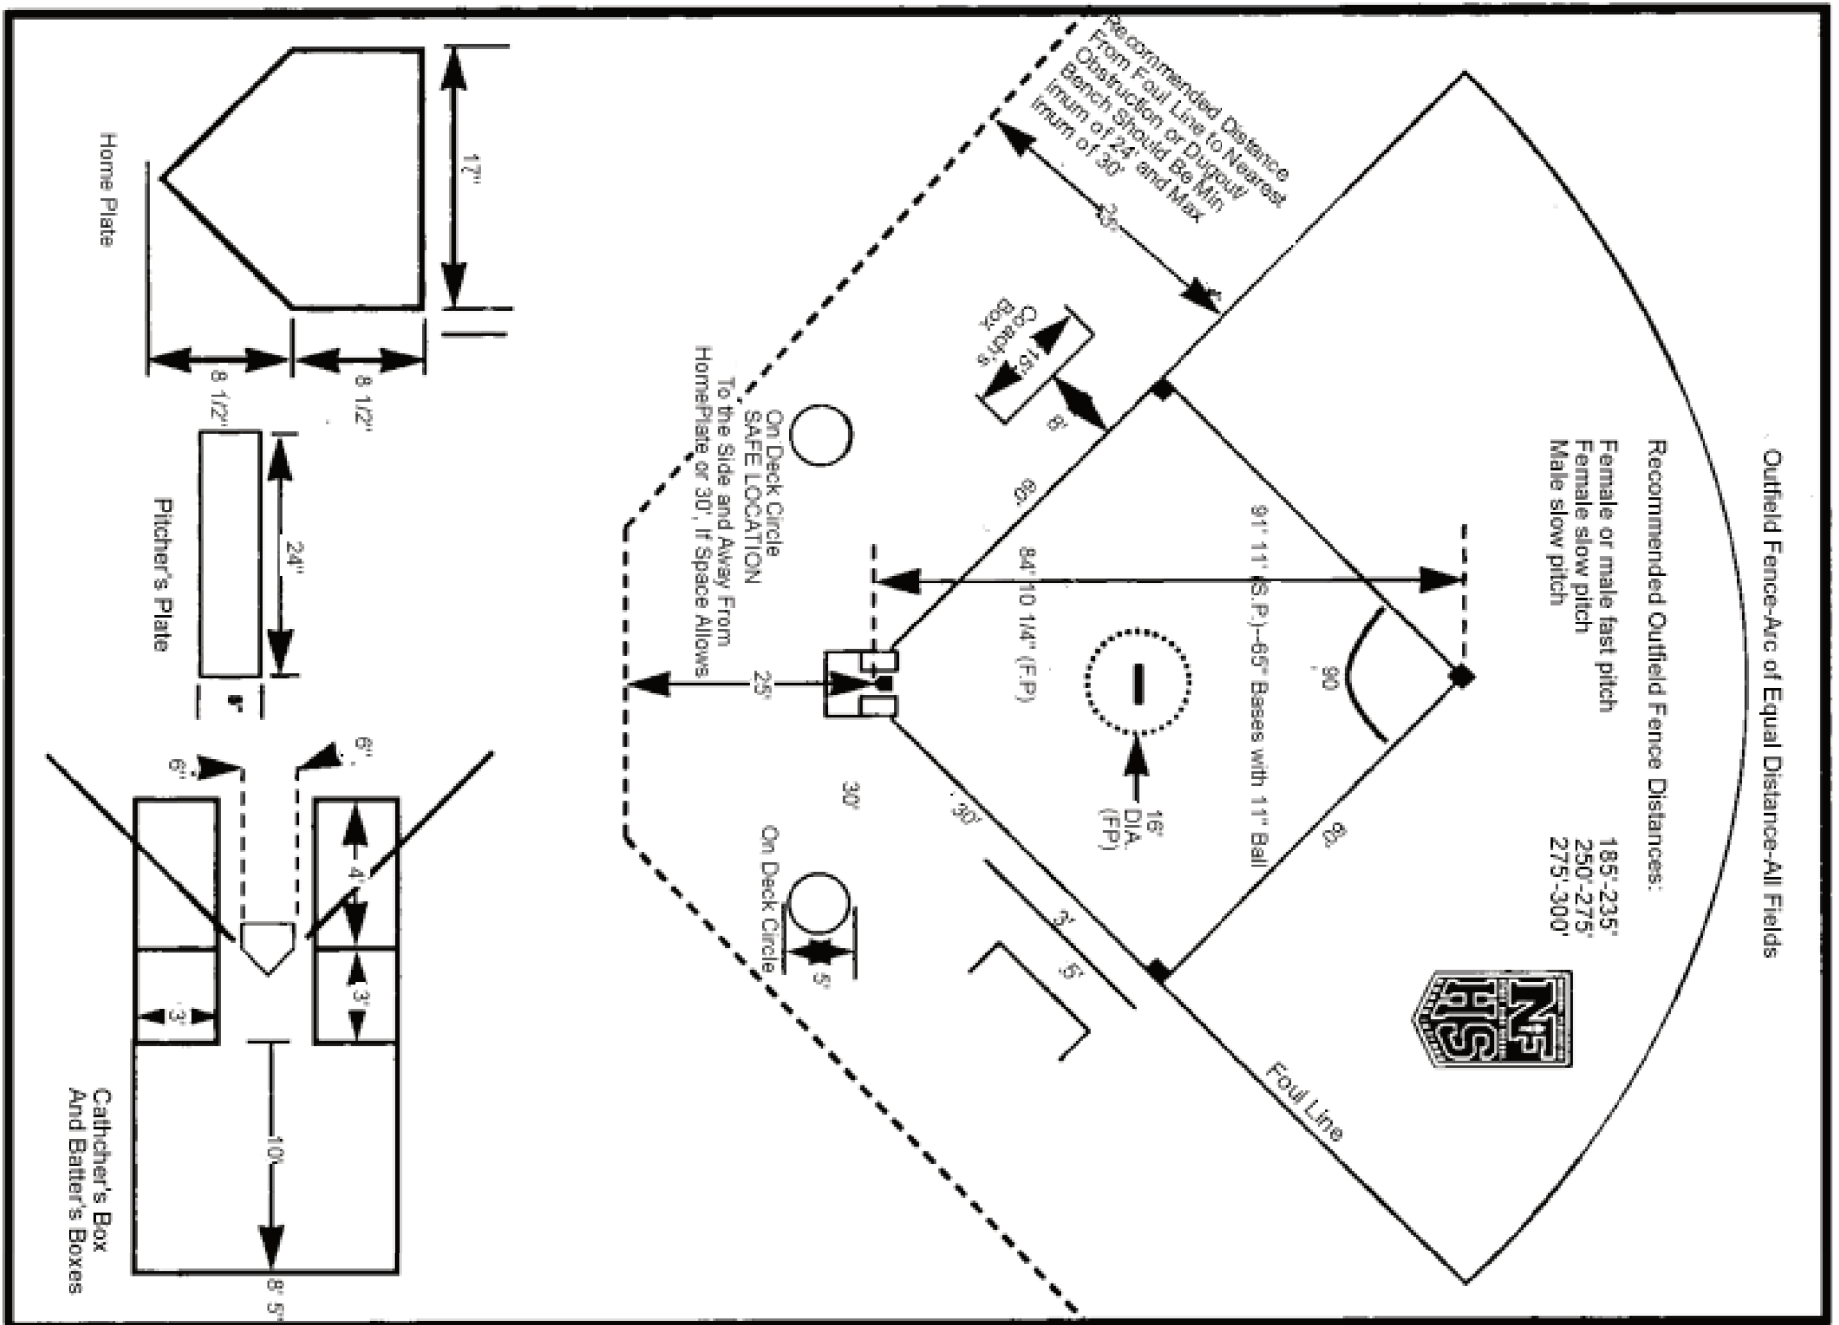 Outfield Fence-Arc of Equal Distance-All Fields
Recommended Outfield Fence Distances:
Female or male fast pitch 185'-235'
Female slow pitch 250'-275'
Male slow pitch 275'-300'
NF
HS
90
60'
91' 11' (S.P.)--65" Bases with 11" Ball
16'
DIA.
(FP)
84' 10 1/4" (F.P)
60'
30'
3'
5'
Foul Line
Recommended Distance
From Foul Line to Nearest
Obstruction or Dugout/
Bench Should Be Min
imum of 24' and Max
imum of 30'
Coach's
Box
15'
8'
On Deck Circle
SAFE LOCATION
To the Side and Away From
HomePlate or 30', If Space Allows
25'
30'
On Deck Circle
5'
17"
8 1/2"
8 1/2"
Home Plate
24"
Pitcher's Plate
6"
6"
4'
3'
3'
10'
8' 5"
Cathcher's Box
And Batter's Boxes